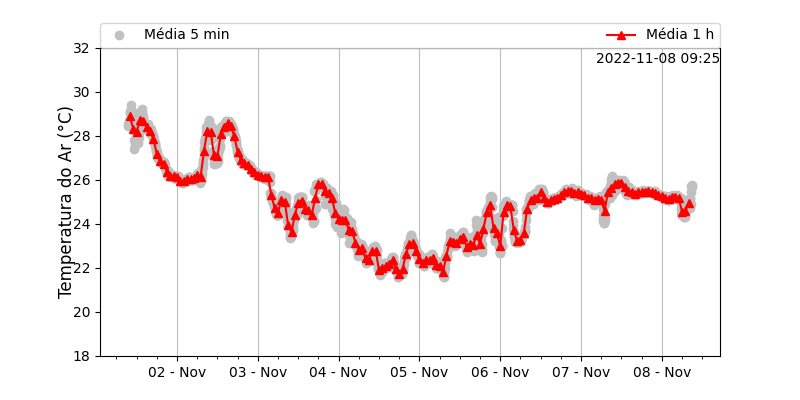 Média 5 min
Média 1 h
2022-11-08 09:25
Temperatura do Ar (°C)
32
30
28
26
24
22
20
18
02 - Nov
03 - Nov
04 - Nov
05 - Nov
06 - Nov
07 - Nov
08 - Nov